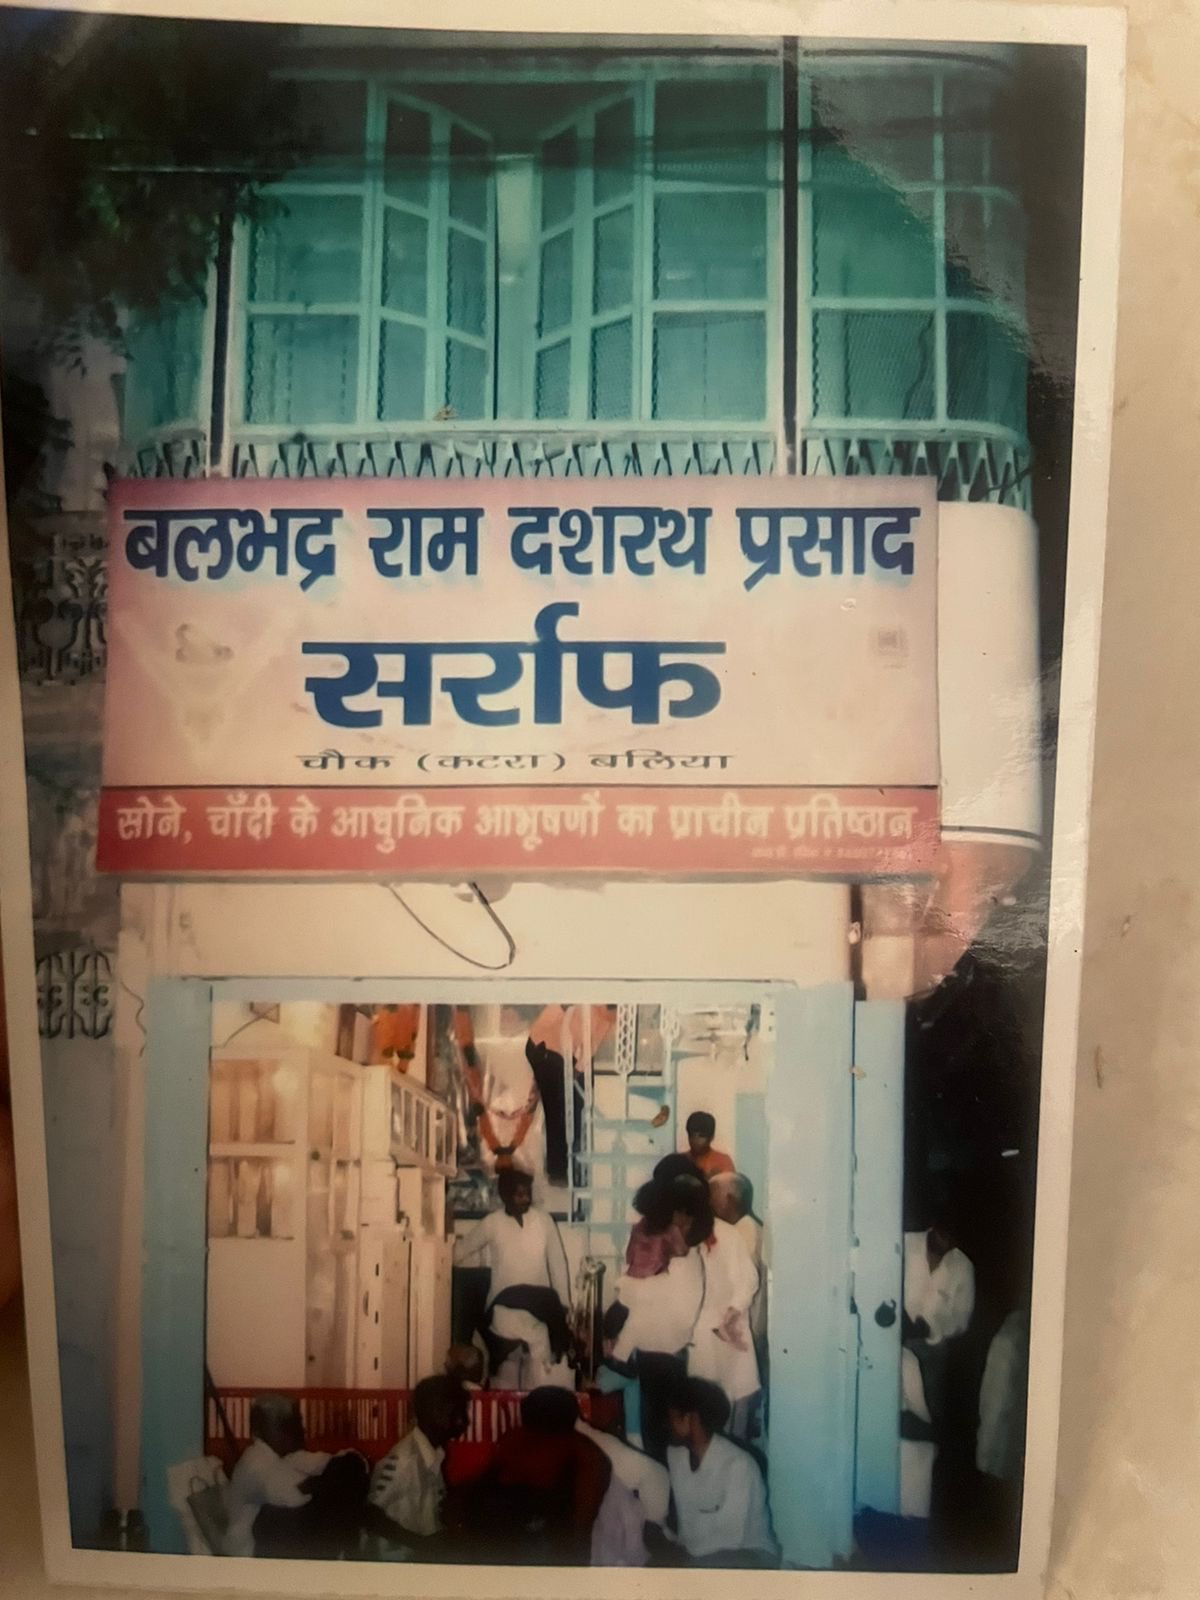 बलभद्र राम दशरथ प्रसाद
सर्राफ
चौक (कटरा) बलिया
सोने, चाँदी के आधुनिक आभूषणों का प्राचीन प्रतिष्ठान